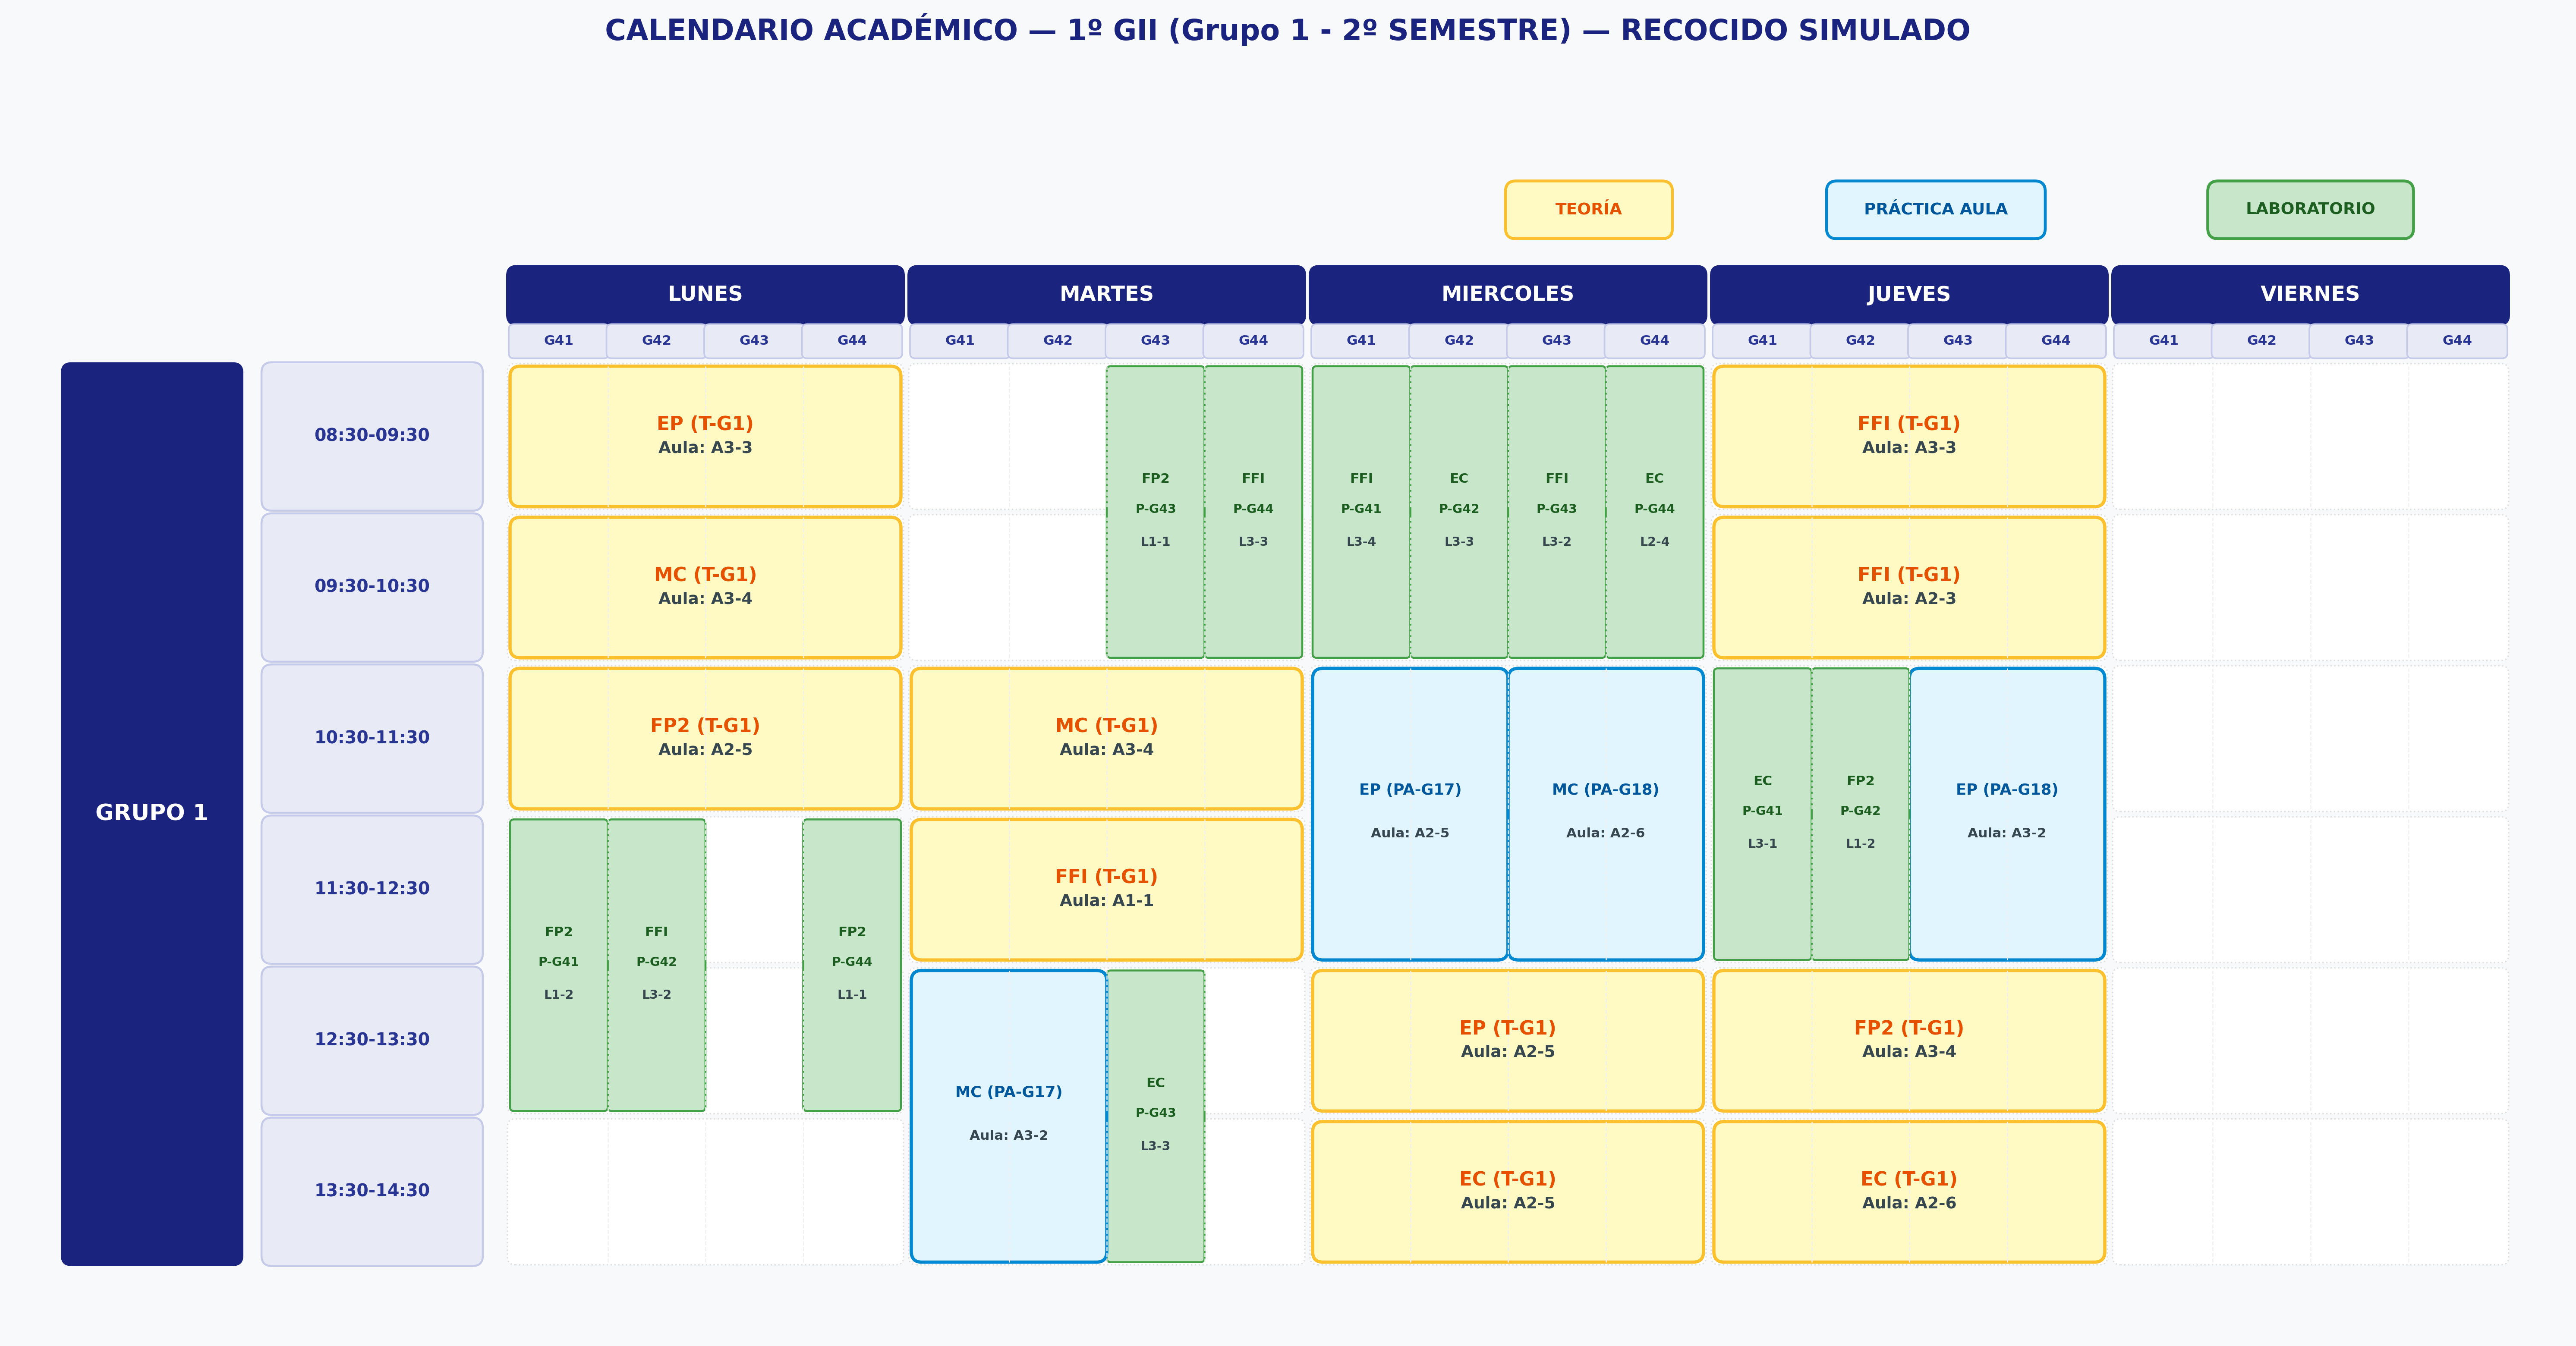 CALENDARIO ACADÉMICO — 1º GII (Grupo 1 - 2º SEMESTRE) — RECOCIDO SIMULADO
TEORÍA
PRÁCTICA AULA
LABORATORIO
LUNES
MARTES
MIERCOLES
JUEVES
VIERNES
G41
G42
G43
G44
G41
G42
G43
G44
G41
G42
G43
G44
G41
G42
G43
G44
G41
G42
G43
G44
GRUPO 1
08:30-09:30
EP (T-G1)
Aula: A3-3
FP2
P-G43
L1-1
FFI
P-G44
L3-3
FFI
P-G41
L3-4
EC
P-G42
L3-3
FFI
P-G43
L3-2
EC
P-G44
L2-4
FFI (T-G1)
Aula: A3-3
09:30-10:30
MC (T-G1)
Aula: A3-4
FFI (T-G1)
Aula: A2-3
10:30-11:30
FP2 (T-G1)
Aula: A2-5
MC (T-G1)
Aula: A3-4
EP (PA-G17)
Aula: A2-5
MC (PA-G18)
Aula: A2-6
EC
P-G41
L3-1
FP2
P-G42
L1-2
EP (PA-G18)
Aula: A3-2
11:30-12:30
FP2
P-G41
L1-2
FFI
P-G42
L3-2
FP2
P-G44
L1-1
FFI (T-G1)
Aula: A1-1
12:30-13:30
MC (PA-G17)
Aula: A3-2
EC
P-G43
L3-3
EP (T-G1)
Aula: A2-5
FP2 (T-G1)
Aula: A3-4
13:30-14:30
EC (T-G1)
Aula: A2-5
EC (T-G1)
Aula: A2-6